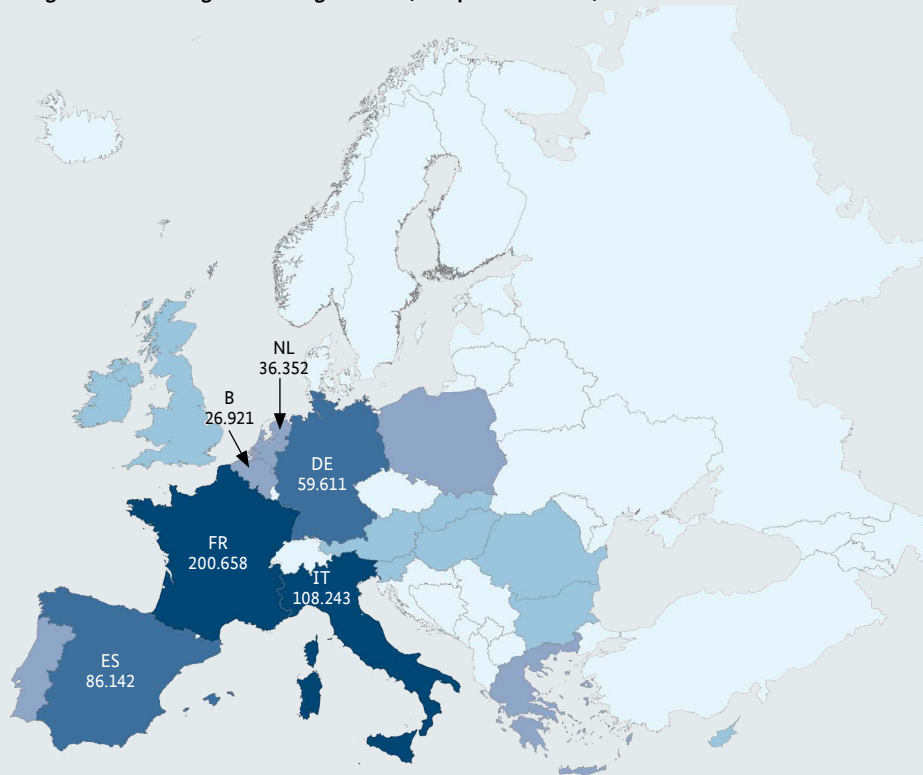 NL
36.352
B
26.921
DE
59.611
FR
200.658
IT
108.243
ES
86.142